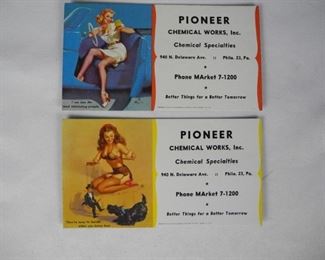 PIONEER
CHEMICAL WORKS, Inc.
Chemical Specialties
940 N. Delaware Ave. :: Phila. 23, Pa.
Phone MArket 7-1200
Better Things for a Better Tomorrow
PIONEER
CHEMICAL WORKS, Inc.
Chemical Specialties
940 N. Delaware Ave. :: Phila. 23, Pa.
Phone MArket 7-1200
Better Things for a Better Tomorrow